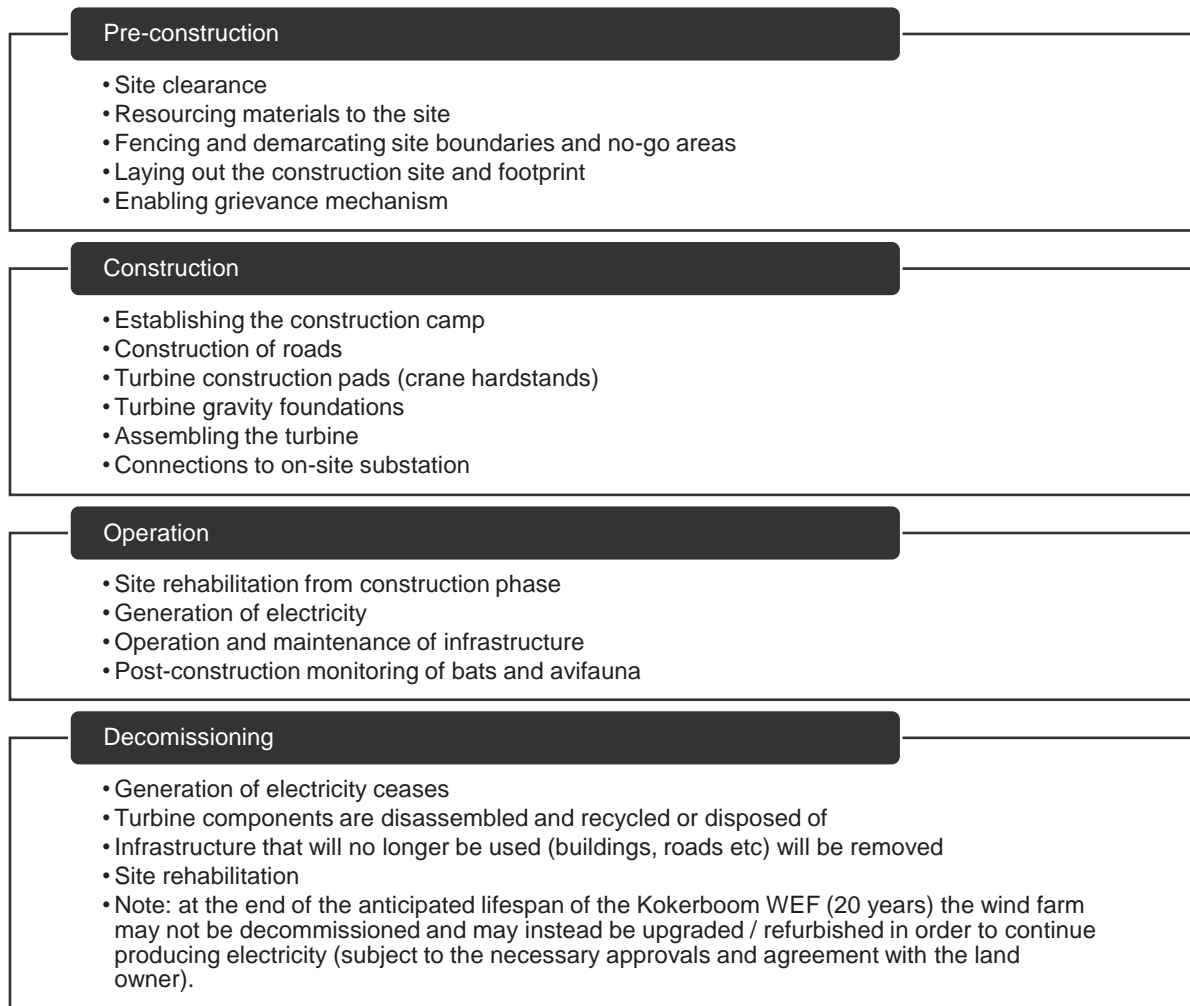 Pre-construction
• Site clearance
• Resourcing materials to the site
• Fencing and demarcating site boundaries and no-go areas
• Laying out the construction site and footprint
• Enabling grievance mechanism
Construction
• Establishing the construction camp
• Construction of roads
• Turbine construction pads (crane hardstands)
• Turbine gravity foundations
• Assembling the turbine
• Connections to on-site substation
Operation
• Site rehabilitation from construction phase
• Generation of electricity
• Operation and maintenance of infrastructure
• Post-construction monitoring of bats and avifauna
Decomissioning
• Generation of electricity ceases
• Turbine components are disassembled and recycled or disposed of
• Infrastructure that will no longer be used (buildings, roads etc) will be removed
• Site rehabilitation
• Note: at the end of the anticipated lifespan of the Kokerboom WEF (20 years) the wind farm
may not be decommissioned and may instead be upgraded / refurbished in order to continue
producing electricity (subject to the necessary approvals and agreement with the land
owner).